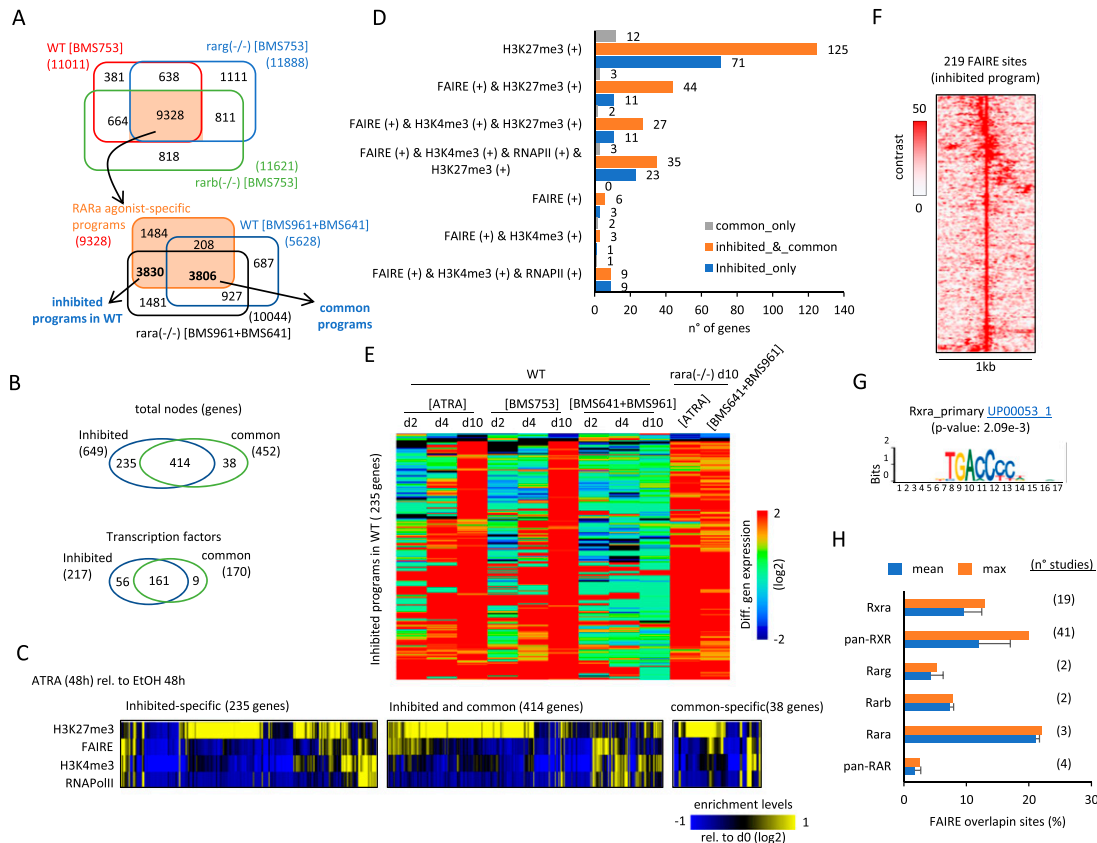 A
WT [BMS753]
(11011)
rarg(-/-) [BMS753]
(11888)
381
638
1111
9328
664
811
818
(11621)
rarb(-/-) [BMS753]
RARa agonist-specific
programs
(9328)
WT [BMS961+BMS641]
(5628)
1484
208
687
3830
3806
inhibited
programs in WT
1481
927
(10044)
common
programs
rara(-/-) [BMS961+BMS641]
B
total nodes (genes)
Inhibited
(649)
common
(452)
235
414
38
Transcription factors
Inhibited
(217)
common
(170)
56
161
9
C
ATRA (48h) rel. to EtOH 48h
Inhibited-specific (235 genes)
Inhibited and common (414 genes)
common-specific(38 genes)
H3K27me3
FAIRE
H3K4me3
RNAPolII
enrichment levels
-1
1
rel. to d0 (log2)
D
H3K27me3 (+)
12
125
71
FAIRE (+) & H3K27me3 (+)
3
44
11
FAIRE (+) & H3K4me3 (+) & H3K27me3 (+)
2
27
11
FAIRE (+) & H3K4me3 (+) & RNAPII (+) &
H3K27me3 (+)
3
35
23
FAIRE (+)
0
6
3
FAIRE (+) & H3K4me3 (+)
2
3
1
FAIRE (+) & H3K4me3 (+) & RNAPII (+)
1
9
9
common_only
inhibited_&_common
Inhibited_only
0 20 40 60 80 100 120 140
n° of genes
E
WT
rara(-/-) d10
[ATRA]
[BMS753]
[BMS641+BMS961]
[ATRA]
[BMS641+BMS961]
d2 d4 d10 d2 d4 d10 d2 d4 d10
Inhibited programs in WT ( 235 genes)
2
-2
Diff. gen expression
(log2)
F
219 FAIRE sites
(inhibited program)
50
0
contrast
1kb
G
Rxra_primary UP00053_1
(p-value: 2.09e-3)
Bits
2
1
0
TGACCCC
1 2 3 4 5 6 7 8 9 10 11 12 13 14 15 16 17
H
mean
max
(n° studies)
Rxra
(19)
pan-RXR
(41)
Rarg
(2)
Rarb
(2)
Rara
(3)
pan-RAR
(4)
0 10 20 30
FAIRE overlapin sites (%)